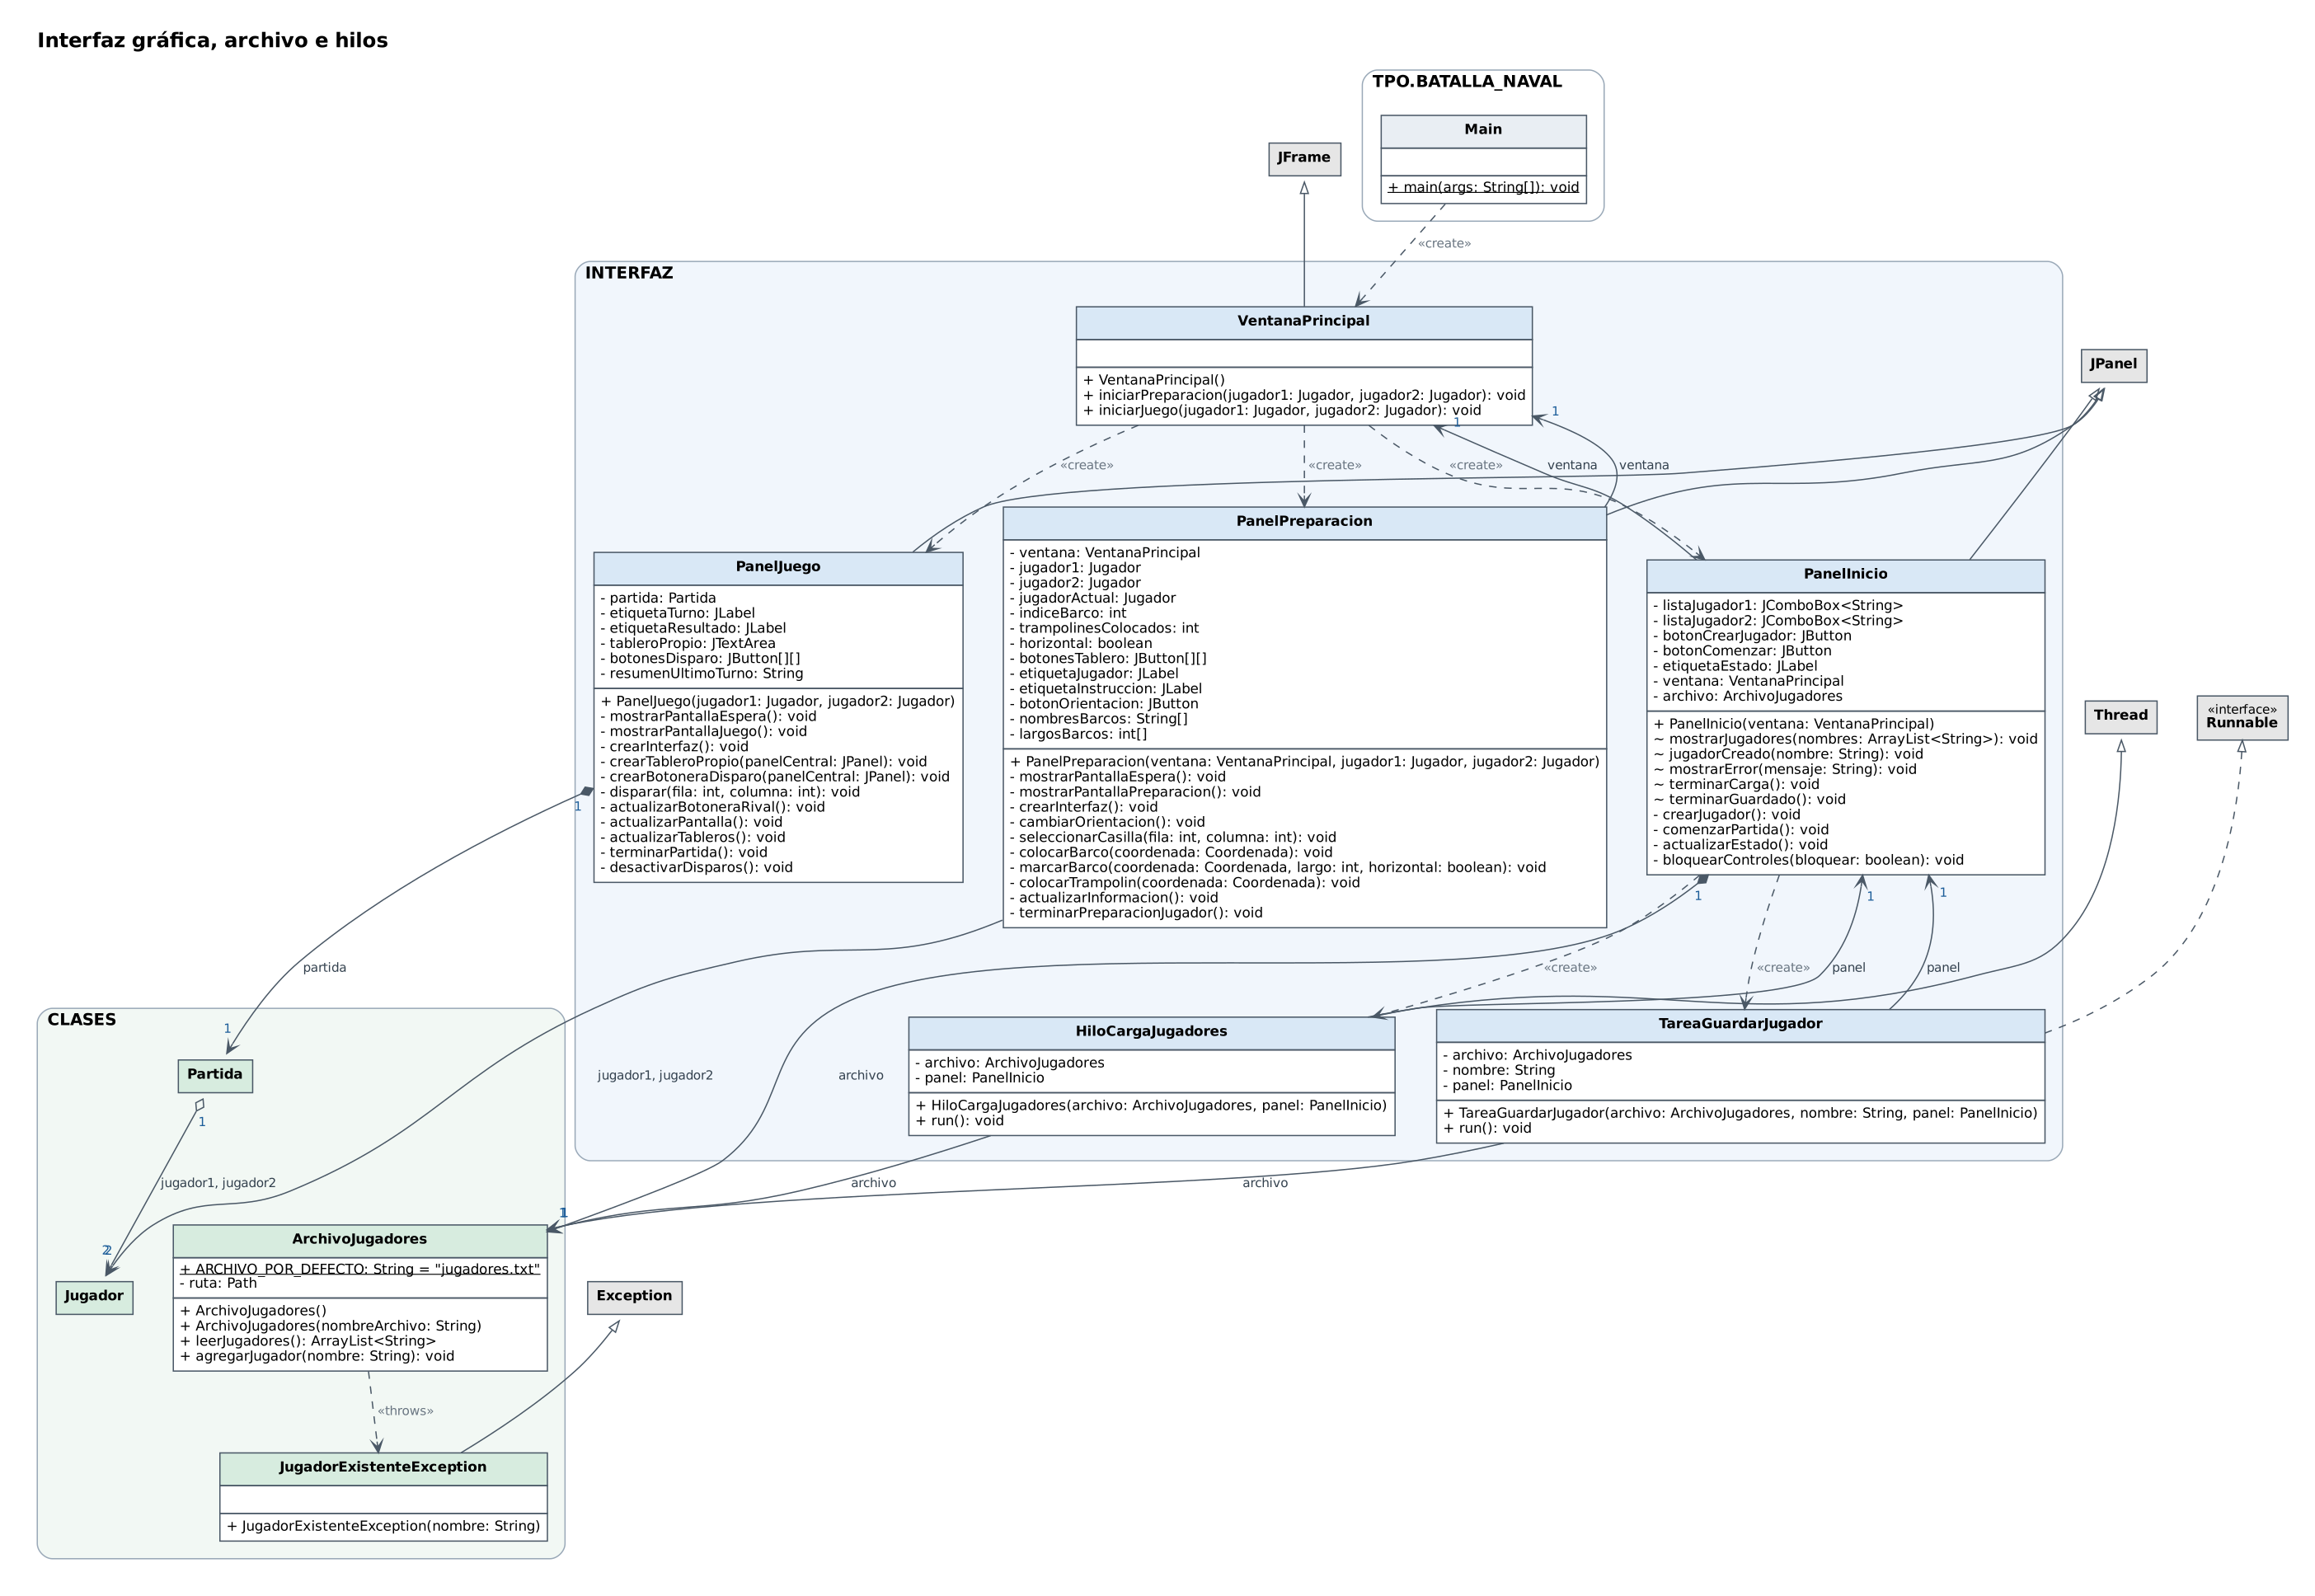 Interfaz gráfica, archivo e hilos
TPO.BATALLA_NAVAL
Main
+ main(args: String[]): void
JFrame
«create»
INTERFAZ
VentanaPrincipal
+ VentanaPrincipal()
+ iniciarPreparacion(jugador1: Jugador, jugador2: Jugador): void
+ iniciarJuego(jugador1: Jugador, jugador2: Jugador): void
JPanel
1
1
«create»
«create»
«create»
ventana
ventana
PanelJuego
- partida: Partida
- etiquetaTurno: JLabel
- etiquetaResultado: JLabel
- tableroPropio: JTextArea
- botonesDisparo: JButton[][]
- resumenUltimoTurno: String
+ PanelJuego(jugador1: Jugador, jugador2: Jugador)
- mostrarPantallaEspera(): void
- mostrarPantallaJuego(): void
- crearInterfaz(): void
- crearTableroPropio(panelCentral: JPanel): void
- crearBotoneraDisparo(panelCentral: JPanel): void
- disparar(fila: int, columna: int): void
- actualizarBotoneraRival(): void
- actualizarPantalla(): void
- actualizarTableros(): void
- terminarPartida(): void
- desactivarDisparos(): void
PanelPreparacion
- ventana: VentanaPrincipal
- jugador1: Jugador
- jugador2: Jugador
- jugadorActual: Jugador
- indiceBarco: int
- trampolinesColocados: int
- horizontal: boolean
- botonesTablero: JButton[][]
- etiquetaJugador: JLabel
- etiquetaInstruccion: JLabel
- botonOrientacion: JButton
- nombresBarcos: String[]
- largosBarcos: int[]
+ PanelPreparacion(ventana: VentanaPrincipal, jugador1: Jugador, jugador2: Jugador)
- mostrarPantallaEspera(): void
- mostrarPantallaPreparacion(): void
- crearInterfaz(): void
- cambiarOrientacion(): void
- seleccionarCasilla(fila: int, columna: int): void
- colocarBarco(coordenada: Coordenada): void
- marcarBarco(coordenada: Coordenada, largo: int, horizontal: boolean): void
- colocarTrampolin(coordenada: Coordenada): void
- actualizarInformacion(): void
- terminarPreparacionJugador(): void
PanelInicio
- listaJugador1: JComboBox<String>
- listaJugador2: JComboBox<String>
- botonCrearJugador: JButton
- botonComenzar: JButton
- etiquetaEstado: JLabel
- ventana: VentanaPrincipal
- archivo: ArchivoJugadores
+ PanelInicio(ventana: VentanaPrincipal)
~ mostrarJugadores(nombres: ArrayList<String>): void
~ jugadorCreado(nombre: String): void
~ mostrarError(mensaje: String): void
~ terminarCarga(): void
~ terminarGuardado(): void
- crearJugador(): void
- comenzarPartida(): void
- actualizarEstado(): void
- bloquearControles(bloquear: boolean): void
Thread
«interface»
Runnable
1
1
1
1
partida
«create»
«create»
panel
panel
CLASES
1
Partida
1
jugador1, jugador2
jugador1, jugador2
archivo
HiloCargaJugadores
- archivo: ArchivoJugadores
- panel: PanelInicio
+ HiloCargaJugadores(archivo: ArchivoJugadores, panel: PanelInicio)
+ run(): void
TareaGuardarJugador
- archivo: ArchivoJugadores
- nombre: String
- panel: PanelInicio
+ TareaGuardarJugador(archivo: ArchivoJugadores, nombre: String, panel: PanelInicio)
+ run(): void
archivo
archivo
1
1
2
2
Jugador
ArchivoJugadores
+ ARCHIVO_POR_DEFECTO: String = "jugadores.txt"
- ruta: Path
+ ArchivoJugadores()
+ ArchivoJugadores(nombreArchivo: String)
+ leerJugadores(): ArrayList<String>
+ agregarJugador(nombre: String): void
Exception
«throws»
JugadorExistenteException
+ JugadorExistenteException(nombre: String)